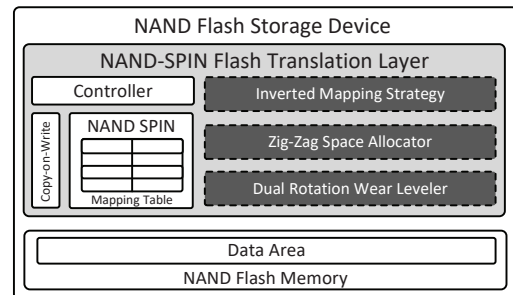 NAND Flash Storage Device
NAND-SPIN Flash Translation Layer
Controller
Copy-on-Write
NAND SPIN
Mapping Table
Inverted Mapping Strategy
Zig-Zag Space Allocator
Dual Rotation Wear Leveler
Data Area
NAND Flash Memory